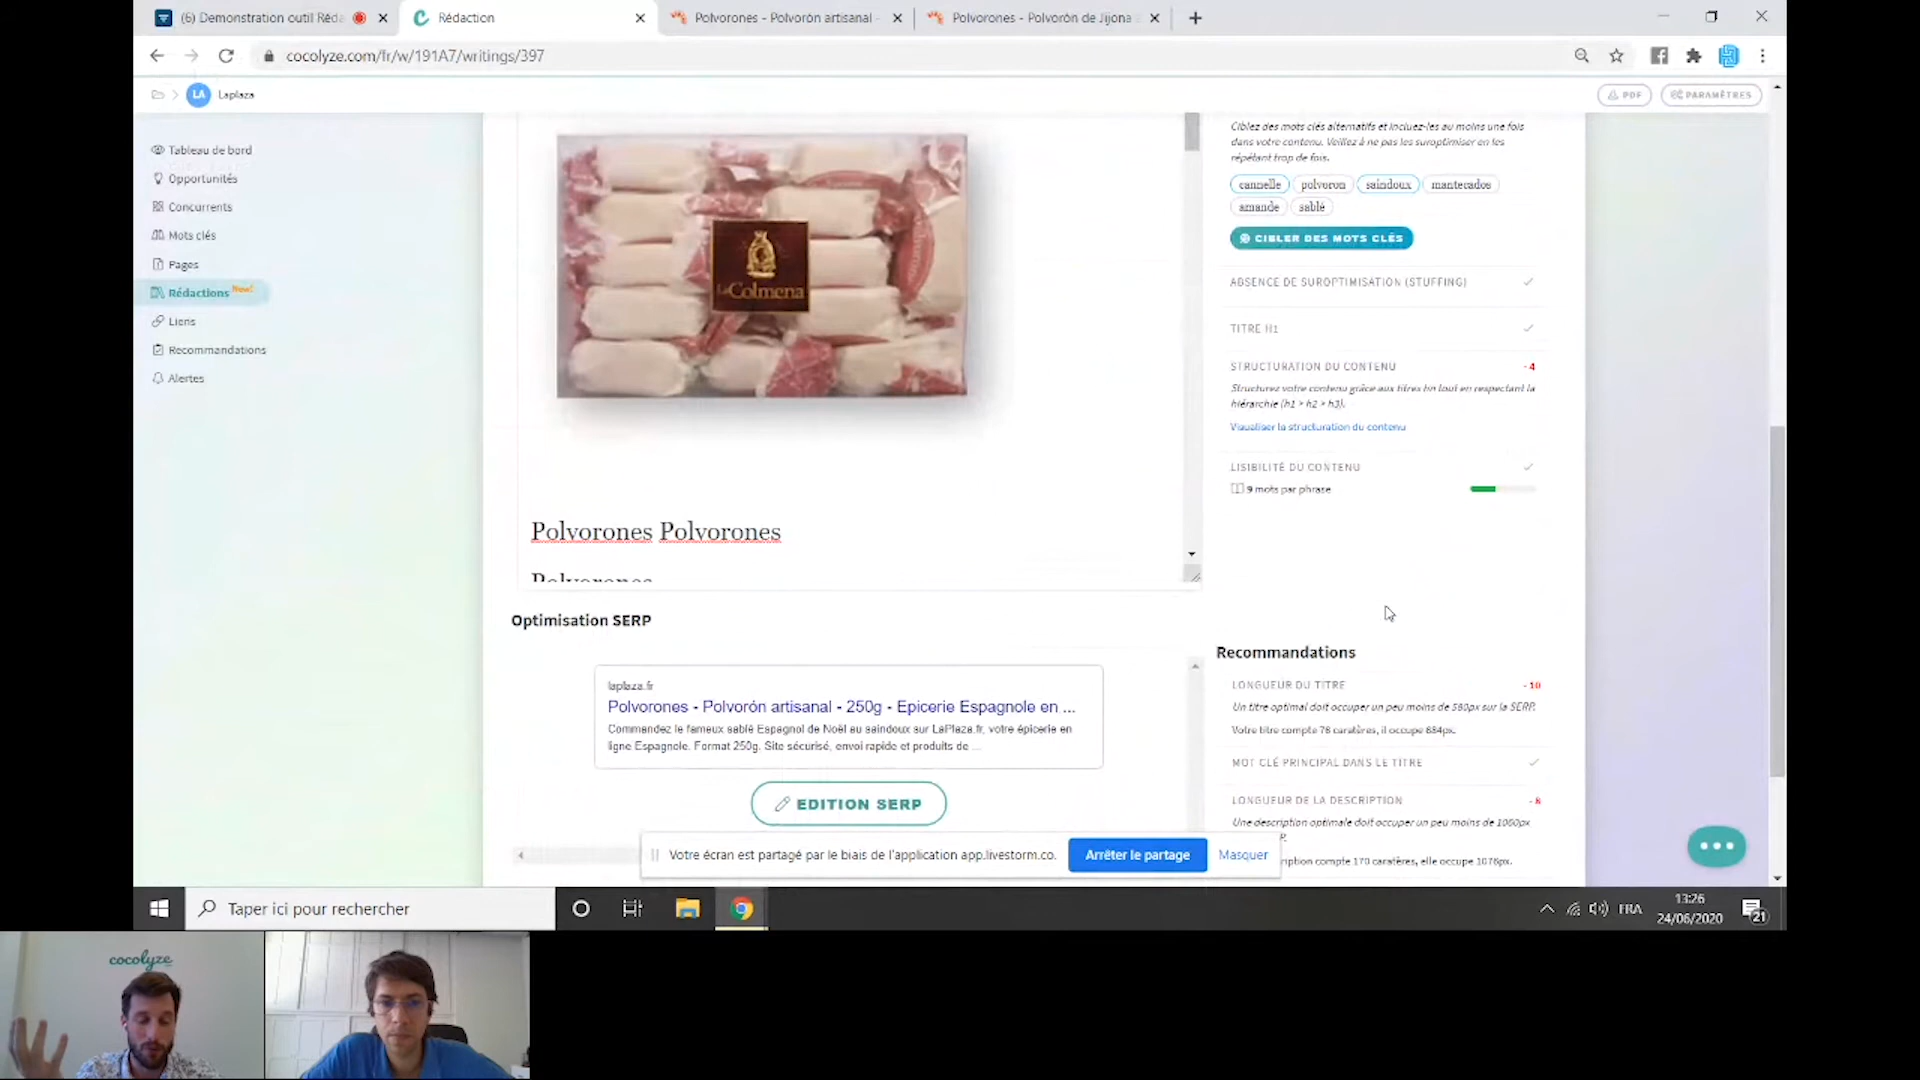 (6) Demonstration outil Réda
Rédaction
Polvorones - Polvorón artisanal -
Polvorones - Polvorón de Jijona
cocolyze.com/fr/w/191A7/writings/397
LA
Laplaza
PDF
PARAMÈTRES
Tableau de bord
Opportunités
Concurrents
Mots clés
Pages
Rédactions New!
Liens
Recommandations
Alertes
La Colmena
Polvorones Polvorones
Polvorones
Ciblez des mots clés alternatifs et incluez-les au moins une fois
dans votre contenu. Veillez à ne pas les suroptimiser en les
répétant trop de fois.
cannelle
polvoron
saindoux
mantecados
amande
sablé
CIBLER DES MOTS CLÉS
ABSENCE DE SUROPTIMISATION (STUFFING)
TITRE H1
STRUCTURATION DU CONTENU
- 4
Structurez votre contenu grâce aux titres hn tout en respectant la
hiérarchie (h1 > h2 > h3).
Visualiser la structuration du contenu
LISIBILITÉ DU CONTENU
9 mots par phrase
Optimisation SERP
laplaza.fr
Polvorones - Polvorón artisanal - 250g - Epicerie Espagnole en ...
Commandez le fameux sablé Espagnol de Noël au saindoux sur LaPlaza.fr, votre épicerie en
ligne Espagnole. Format 250g. Site sécurisé, envoi rapide et produits de ...
EDITION SERP
Recommandations
LONGUEUR DU TITRE
- 10
Un titre optimal doit occuper un peu moins de 580px sur la SERP.
Votre titre compte 76 caratères, il occupe 684px.
MOT CLÉ PRINCIPAL DANS LE TITRE
LONGUEUR DE LA DESCRIPTION
- 8
Une description optimale doit occuper un peu moins de 1060px
ription compte 170 caratères, elle occupe 1076px.
Votre écran est partagé par le biais de l'application app.livestorm.co.
Arrêter le partage
Masquer
Taper ici pour rechercher
FRA
13:26
24/06/2020
21
cocolyze